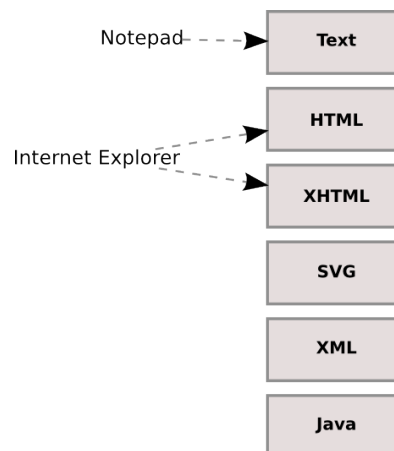 Notepad
Text
HTML
Internet Explorer
XHTML
SVG
XML
Java